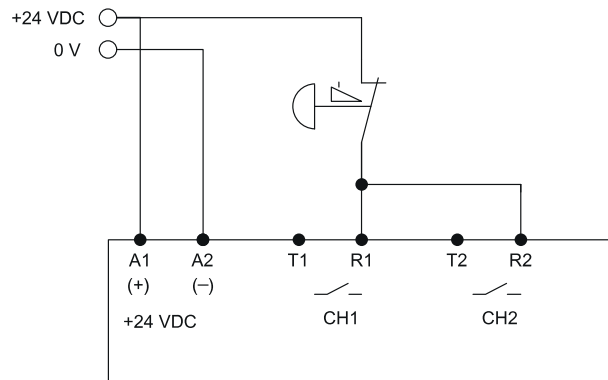 +24 VDC
0 V
A1 A2 T1 R1 T2 R2
(+) (–)
+24 VDC CH1 CH2